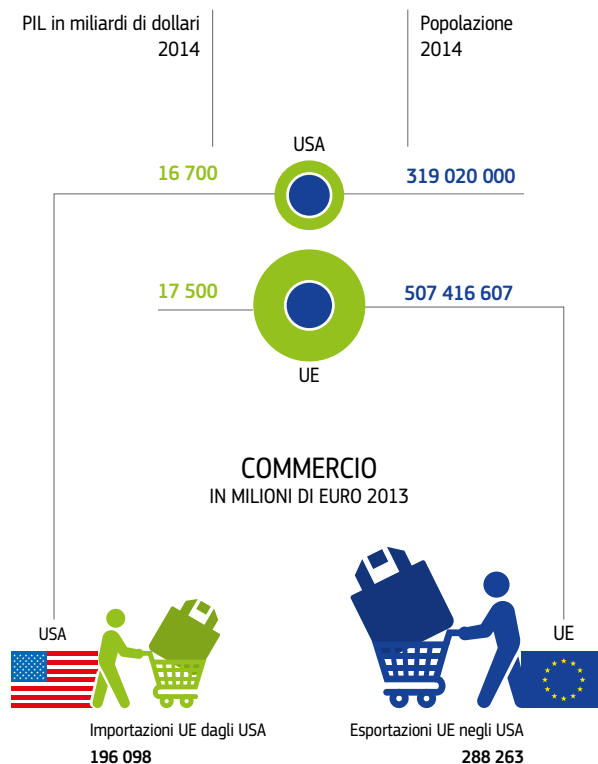 PIL in miliardi di dollari
2014
Popolazione
2014
USA
16 700
319 020 000
17 500
507 416 607
UE
COMMERCIO
IN MILIONI DI EURO 2013
USA
UE
Importazioni UE dagli USA
196 098
Esportazioni UE negli USA
288 263